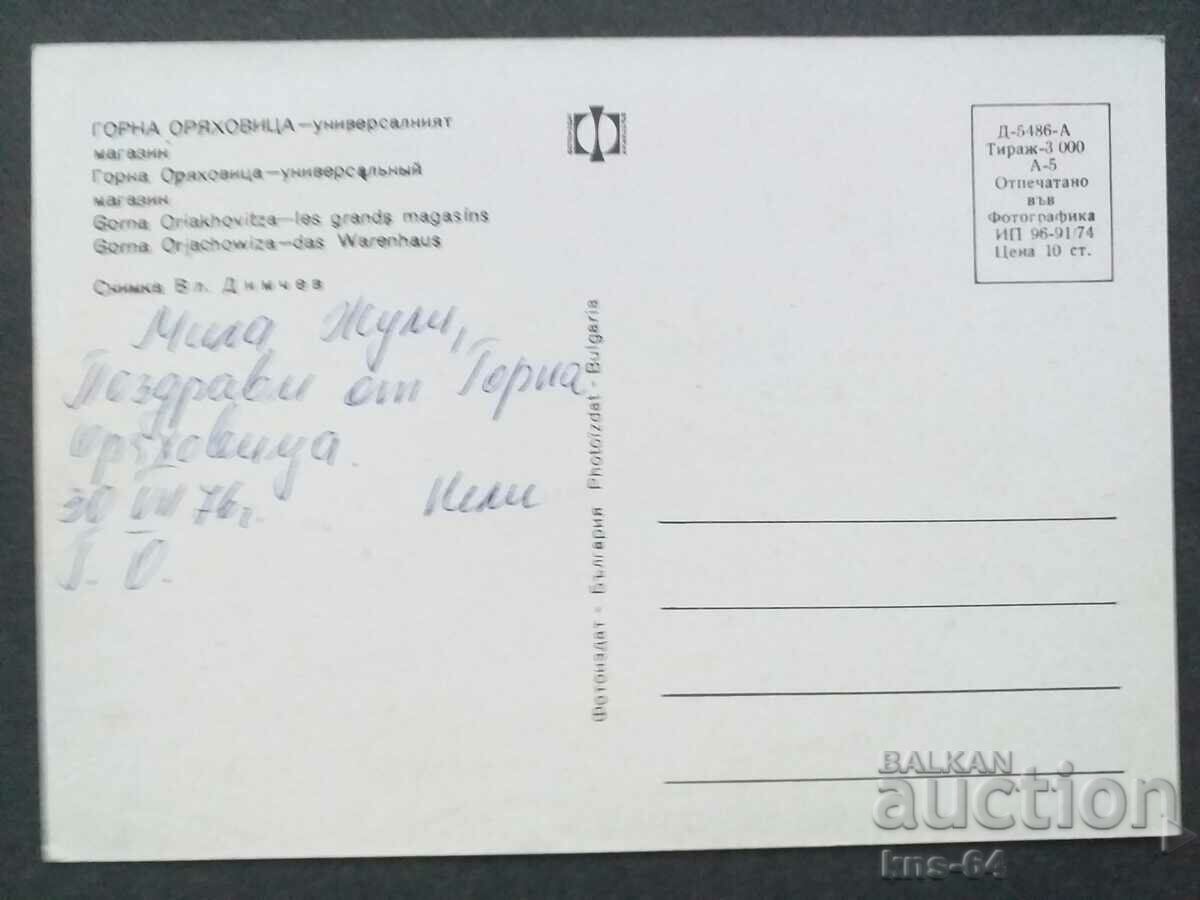 ГОРНА ОРЯХОВИЦА—универсалният
магазин
Горна Оряховица—универсальный
магазин
Gorna Oriakhovitza—les grands magasins
Gorna Orjachowiza—das Warenhaus
Снимка Вл. Димчев
Мила Жули,
Поздрави от Горна
Оряховица.
30 VIII 76 г. Нели
Г. О.
Фотоиздат - България Photoizdat - Bulgaria
Д-5486-А
Тираж-3 000
А-5
Отпечатано
във
Фотографика
ИП 96-91/74
Цена 10 ст.
BALKAN
auction
kns-64